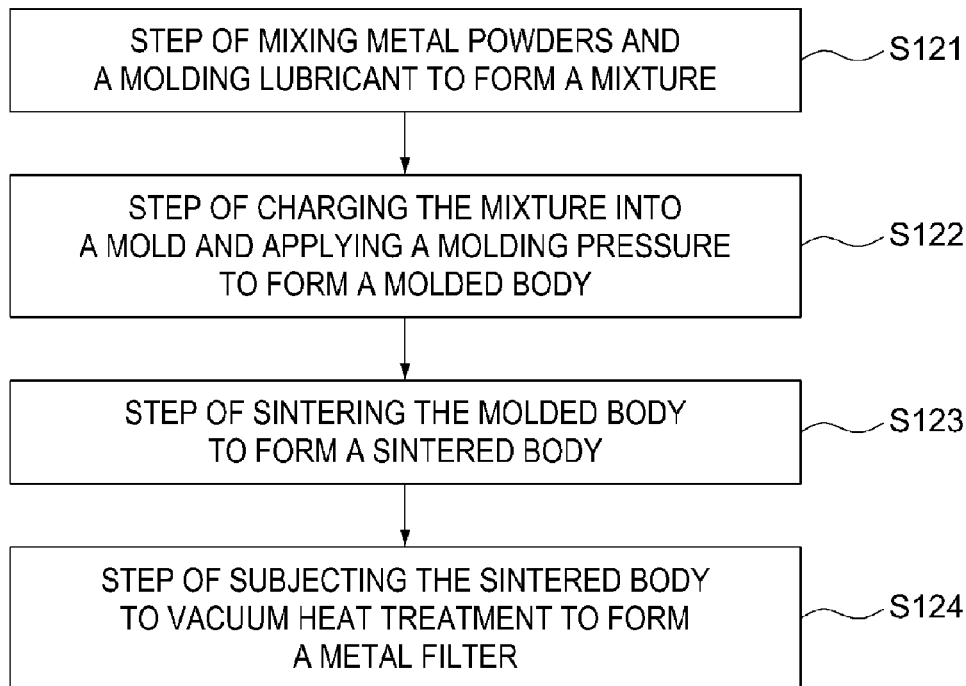 STEP OF MIXING METAL POWDERS AND
A MOLDING LUBRICANT TO FORM A MIXTURE
S121
STEP OF CHARGING THE MIXTURE INTO
A MOLD AND APPLYING A MOLDING PRESSURE
TO FORM A MOLDED BODY
S122
STEP OF SINTERING THE MOLDED BODY
TO FORM A SINTERED BODY
S123
STEP OF SUBJECTING THE SINTERED BODY
TO VACUUM HEAT TREATMENT TO FORM
A METAL FILTER
S124